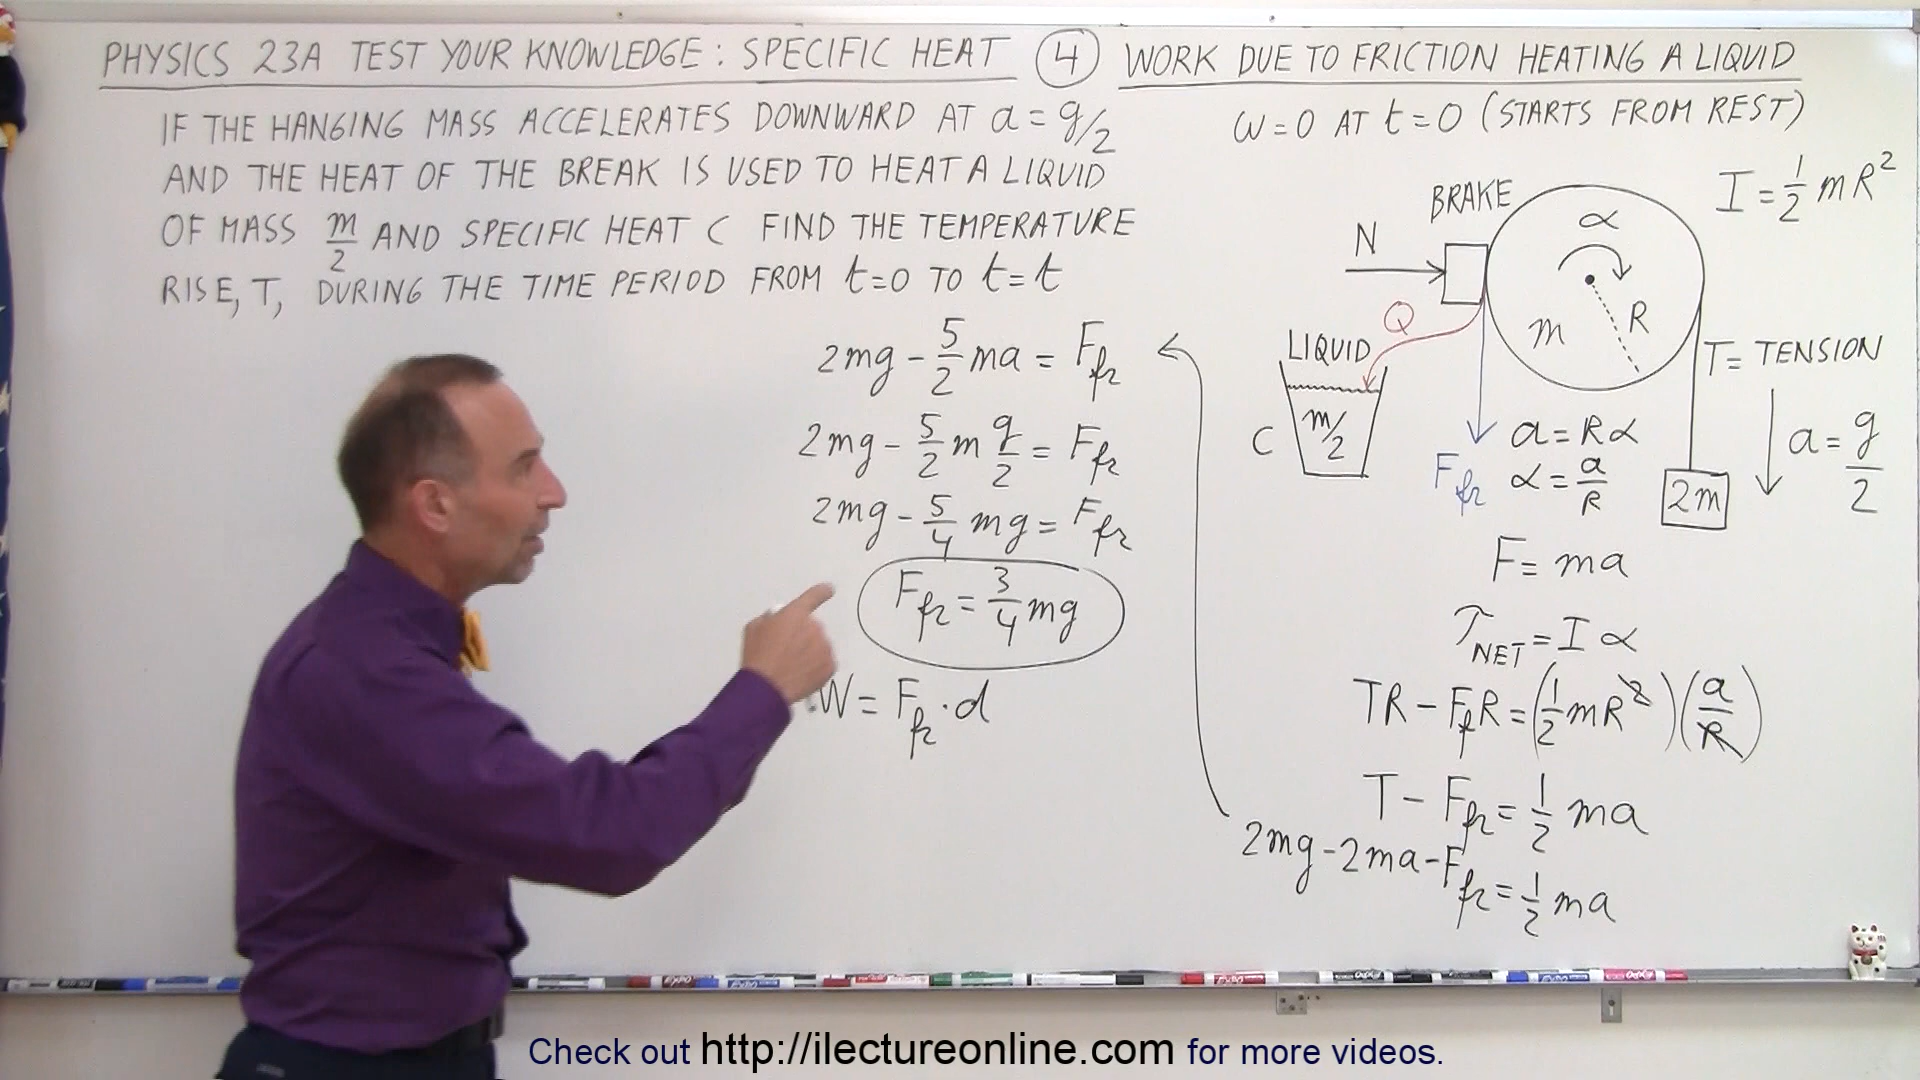 PHYSICS 23A TEST YOUR KNOWLEDGE: SPECIFIC HEAT ④ WORK DUE TO FRICTION HEATING A LIQUID
IF THE HANGING MASS ACCELERATES DOWNWARD AT a = g/2
AND THE HEAT OF THE BREAK IS USED TO HEAT A LIQUID
OF MASS m/2 AND SPECIFIC HEAT C FIND THE TEMPERATURE
RISE, T, DURING THE TIME PERIOD FROM t=0 TO t=t
2mg - 5/2 ma = Ffr
2mg - 5/2 m g/2 = Ffr
2mg - 5/4 mg = Ffr
Ffr = 3/4 mg
W = Ffr · d
ω=0 AT t=0 (STARTS FROM REST)
I = 1/2 mR²
BRAKE
N
α
R
m
Q
LIQUID
m/2
C
T = TENSION
Ffr
a = Rα
α = a/R
2m
a = g/2
F = ma
τNET = I α
TR - FfR = (1/2 mR²)(a/R)
T - Ffr = 1/2 ma
2mg - 2ma - Ffr = 1/2 ma
EXPO
Check out http://ilectureonline.com for more videos.